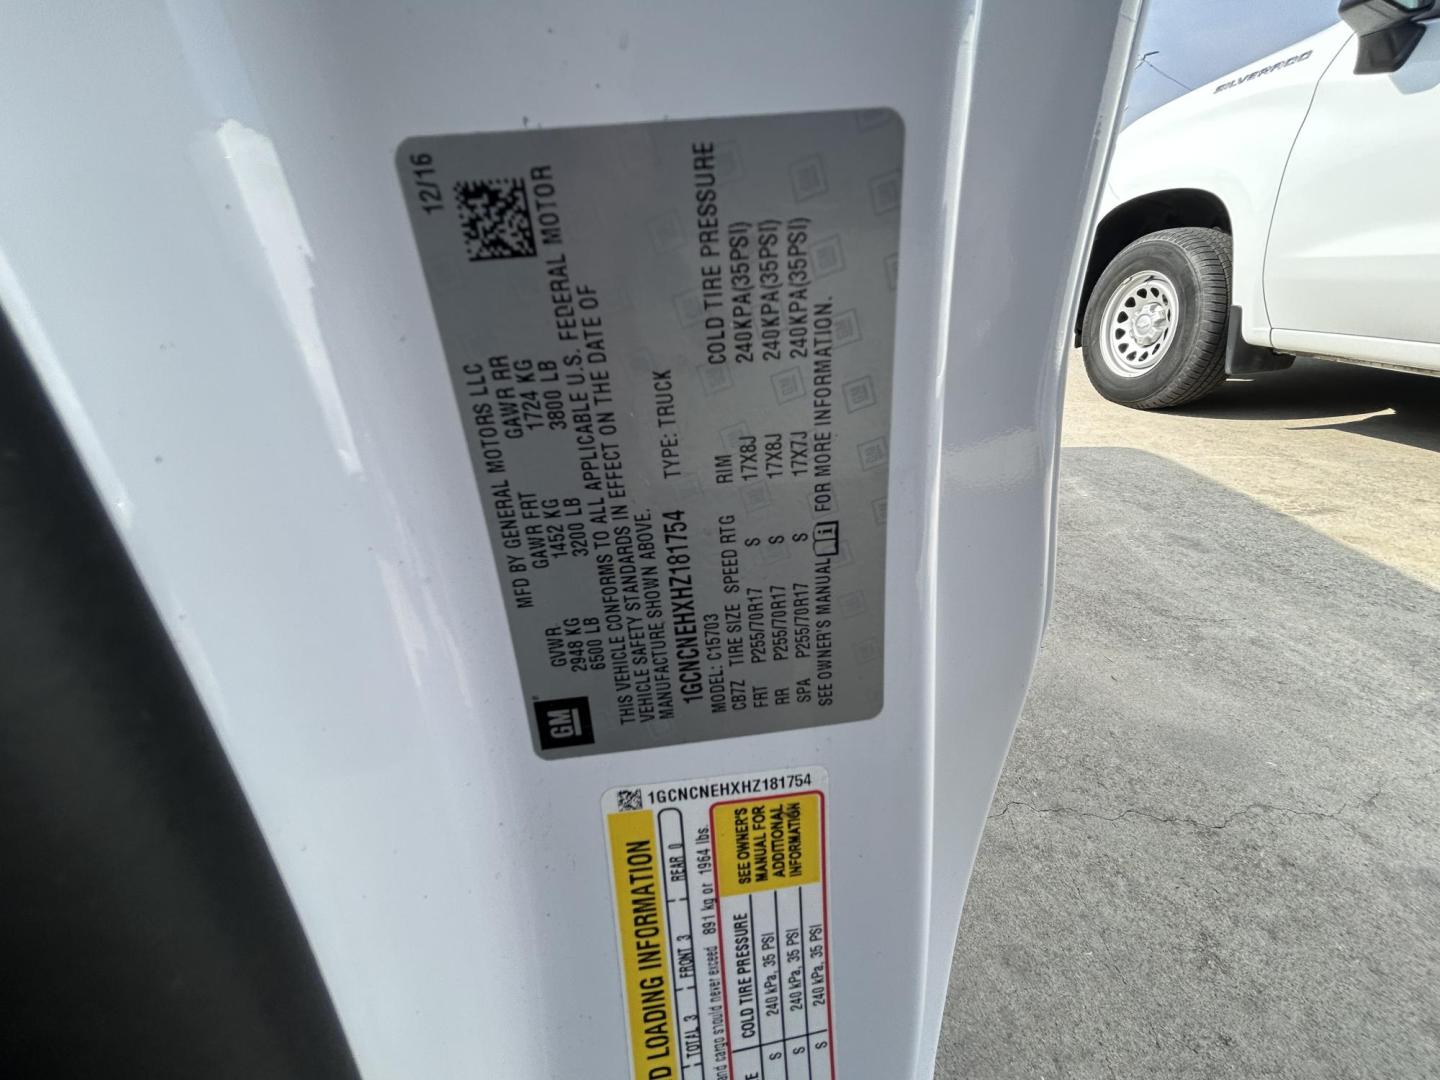 12/16
MFD BY GENERAL MOTORS LLC
GVWR GAWR FRT GAWR RR
2948 KG 1452 KG 1724 KG
6500 LB 3200 LB 3800 LB
THIS VEHICLE CONFORMS TO ALL APPLICABLE U.S. FEDERAL MOTOR
VEHICLE SAFETY STANDARDS IN EFFECT ON THE DATE OF
MANUFACTURE SHOWN ABOVE.
1GCNCNEHXHZ181754 TYPE: TRUCK
MODEL: C15703
CB7Z TIRE SIZE SPEED RTG RIM COLD TIRE PRESSURE
FRT P255/70R17 S 17X8J 240KPA(35PSI)
RR P255/70R17 S 17X8J 240KPA(35PSI)
SPA P255/70R17 S 17X7J 240KPA(35PSI)
SEE OWNER'S MANUAL i FOR MORE INFORMATION.
GM
1GCNCNEHXHZ181754
D LOADING INFORMATION
TOTAL 3 FRONT 3 REAR 0
and cargo should never exceed 891 kg or 1964 lbs.
E COLD TIRE PRESSURE
S 240 kPa, 35 PSI
S 240 kPa, 35 PSI
S 240 kPa, 35 PSI
SEE OWNER'S
MANUAL FOR
ADDITIONAL
INFORMATION
SILVERADO